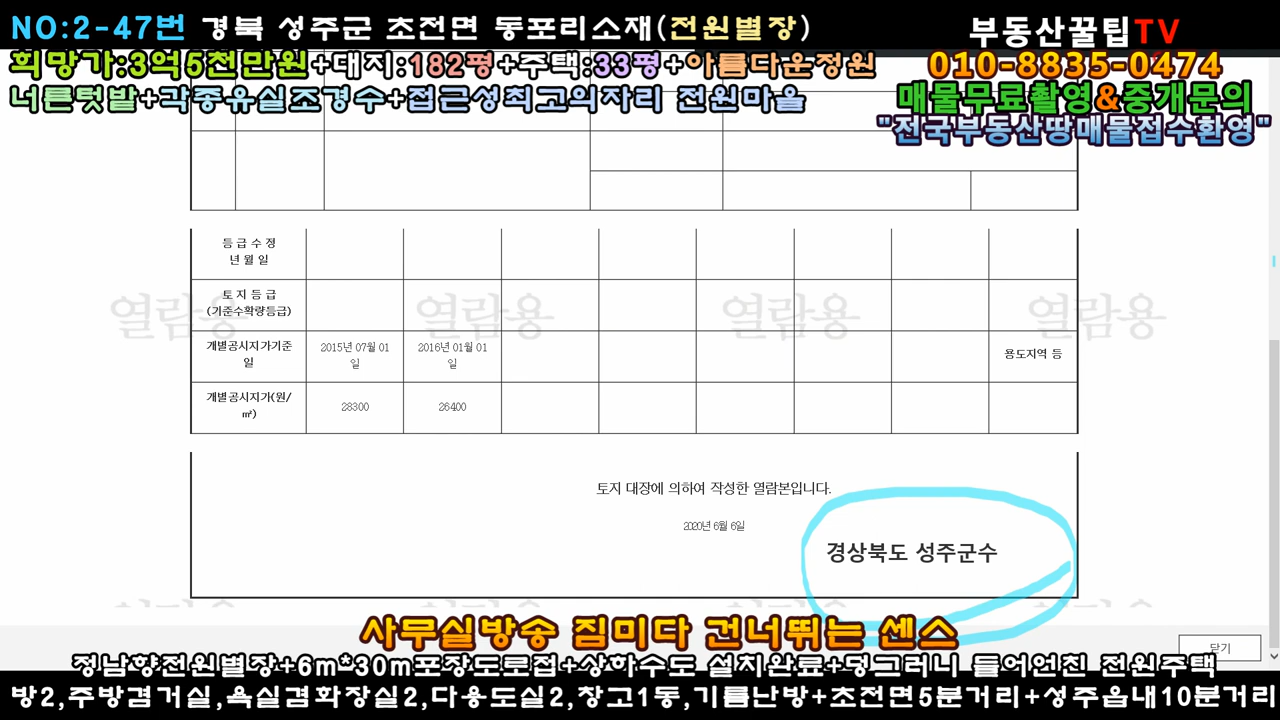 NO:2-47번 경북 성주군 초전면 동포리소재(전원별장)
부동산꿀팁TV
희망가:3억5천만원+대지:182평+주택:33평+아름다운정원
010-8835-0474
너른텃밭+각종유실조경수+접근성최고의자리 전원마을
매물무료촬영&중개문의
"전국부동산땅매물접수환영"
등 급 수 정
년 월 일
토 지 등 급
(기준수확량등급)
열람용 열람용 열람용 열람용
개별공시지가기준
일
2015년 07월 01
일
2016년 01월 01
일
용도지역 등
개별공시지가(원/
㎡)
28300
26400
토지 대장에 의하여 작성한 열람본입니다.
2020년 6월 6일
경상북도 성주군수
사무실방송 짐미다 건너뛰는 센스
닫기
정남향전원별장+6m*30m포장도로접+상하수도 설치완료+덩그러니 들어언친 전원주택
방2,주방겸거실,욕실겸화장실2,다용도실2,창고1동,기름난방+초전면5분거리+성주읍내10분거리